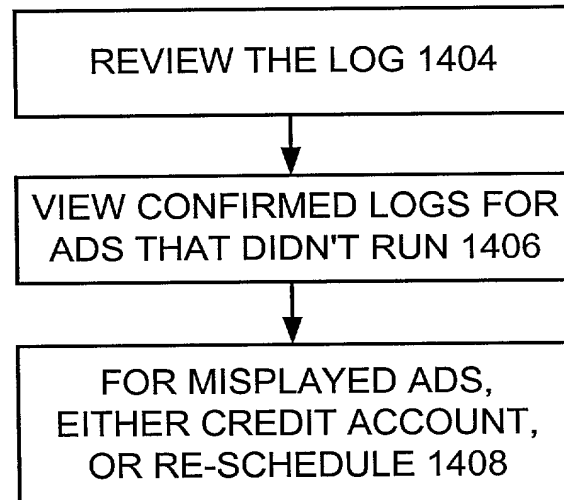 REVIEW THE LOG 1404
VIEW CONFIRMED LOGS FOR
ADS THAT DIDN'T RUN 1406
FOR MISPLAYED ADS,
EITHER CREDIT ACCOUNT,
OR RE-SCHEDULE 1408